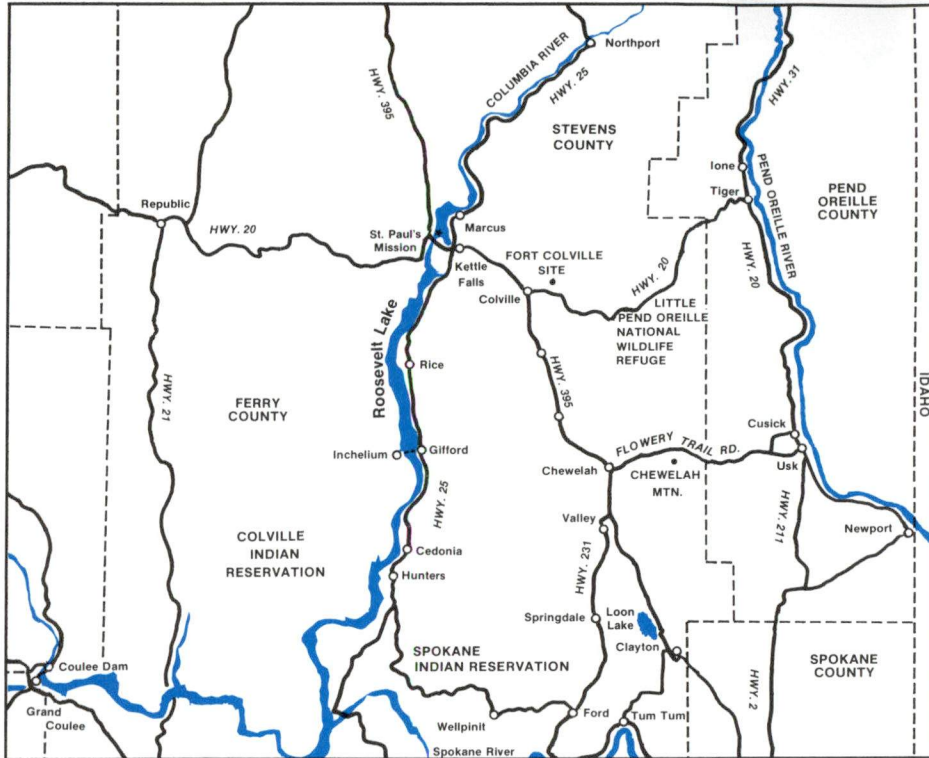 Northport
COLUMBIA RIVER
HWY. 25
HWY. 395
HWY. 31
STEVENS
COUNTY
Ione
Tiger
PEND OREILLE RIVER
PEND
OREILLE
COUNTY
Republic
HWY. 20
St. Paul's
Mission
Marcus
Kettle
Falls
FORT COLVILLE
SITE
Colville
HWY. 20
HWY. 20
LITTLE
PEND OREILLE
NATIONAL
WILDLIFE
REFUGE
Roosevelt Lake
Rice
HWY. 21
FERRY
COUNTY
HWY. 395
IDAHO
Inchelium
Gifford
Chewelah
FLOWERY TRAIL RD.
CHEWELAH
MTN.
Cusick
Usk
HWY. 25
Valley
HWY. 211
Newport
COLVILLE
INDIAN
RESERVATION
Cedonia
Hunters
HWY. 231
Springdale
Loon
Lake
Clayton
SPOKANE
INDIAN RESERVATION
SPOKANE
COUNTY
HWY. 2
Coulee Dam
Grand
Coulee
Wellpinit
Ford
Tum Tum
Spokane River